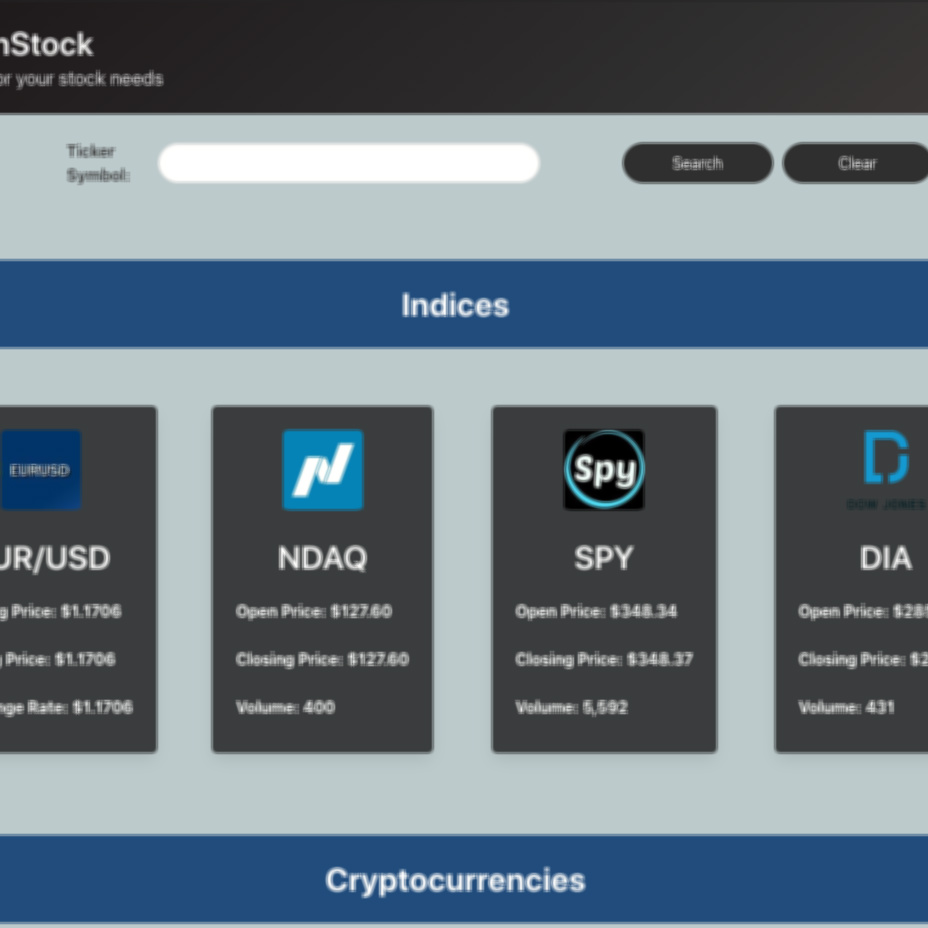 nStock
or your stock needs
Ticker
Symbol:
Search
Clear
Indices
EURUSD
UR/USD
g Price: $1.1706
g Price: $1.1706
nge Rate: $1.1706
NDAQ
Open Price: $127.60
Closing Price: $127.60
Volume: 400
Spy
SPY
Open Price: $348.34
Closing Price: $348.37
Volume: 5,592
DOW JONES
DIA
Open Price: $28
Closing Price: $2
Volume: 431
Cryptocurrencies